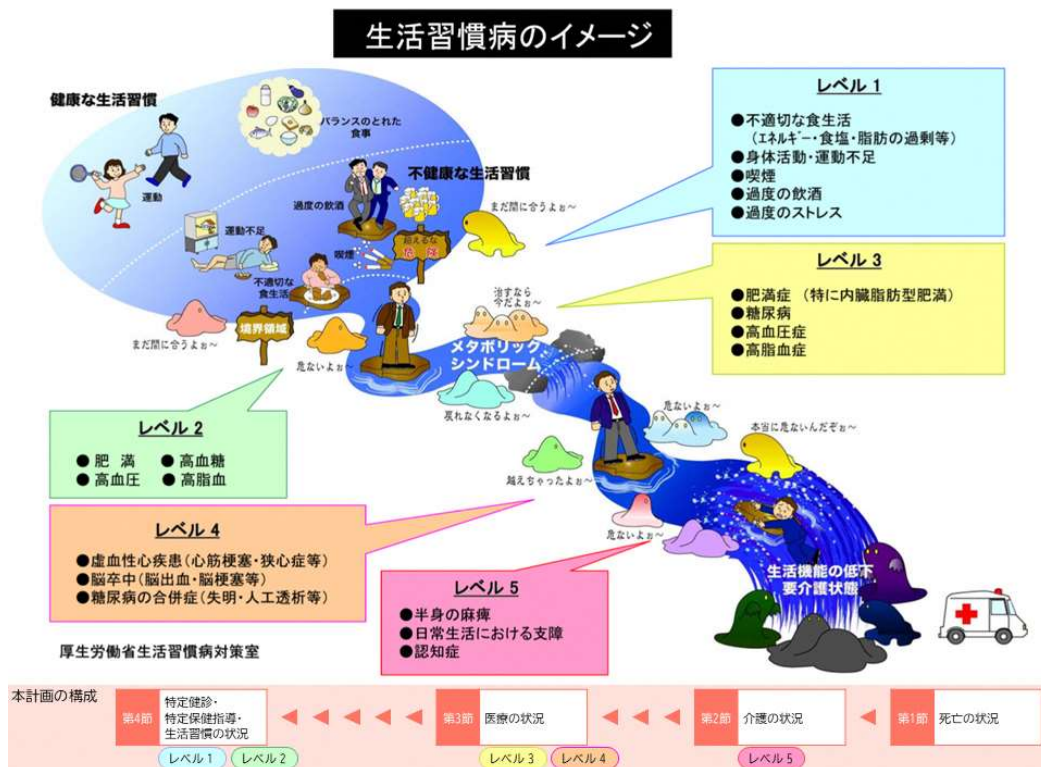 生活習慣病のイメージ
健康な生活習慣
運動
バランスのとれた
食事
不健康な生活習慣
過度の飲酒
超えるな
危険
まだ間に合うよぉ～
運動不足
喫煙
不適切な
食生活
境界領域
まだ間に合うよぉ～
危ないよぉ～
治すなら
今だよぉ～
メタボリック
シンドローム
戻れなくなるよぉ～
危ないよぉ～
越えちゃったよぉ～
本当に危ないんだぞぉ～
危ないよぉ～
生活機能の低下
要介護状態
レベル 1
●不適切な食生活
（エネルギー・食塩・脂肪の過剰等）
●身体活動・運動不足
●喫煙
●過度の飲酒
●過度のストレス
レベル 3
●肥満症 （特に内臓脂肪型肥満）
●糖尿病
●高血圧症
●高脂血症
レベル 2
● 肥 満 ● 高血糖
● 高血圧 ● 高脂血
レベル 4
●虚血性心疾患(心筋梗塞・狭心症等)
●脳卒中(脳出血・脳梗塞等)
●糖尿病の合併症(失明・人工透析等)
レベル 5
●半身の麻痺
●日常生活における支障
●認知症
厚生労働省生活習慣病対策室
本計画の構成
第4節 特定健診・
特定保健指導・
生活習慣の状況
第3節 医療の状況
第2節 介護の状況
第1節 死亡の状況
レベル 1 レベル 2
レベル 3 レベル 4
レベル 5